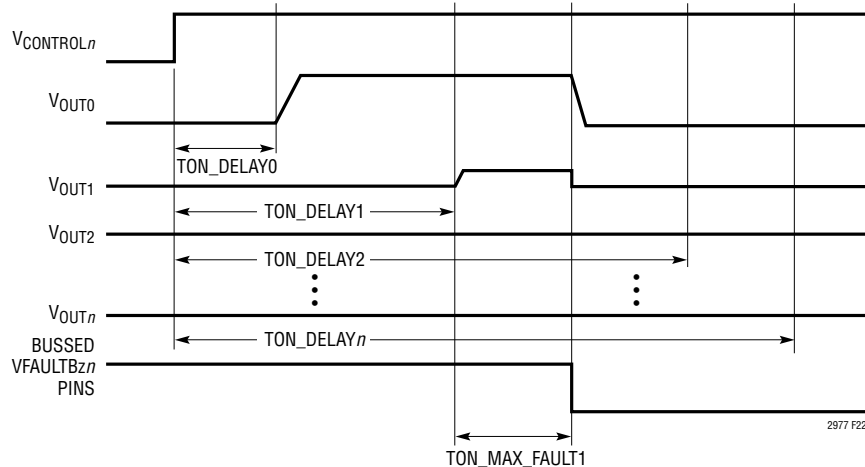 VCONTROLn
VOUT0
TON_DELAY0
VOUT1
TON_DELAY1
VOUT2
TON_DELAY2
VOUTn
TON_DELAYn
BUSSED
VFAULTBzn
PINS
2977 F22
TON_MAX_FAULT1